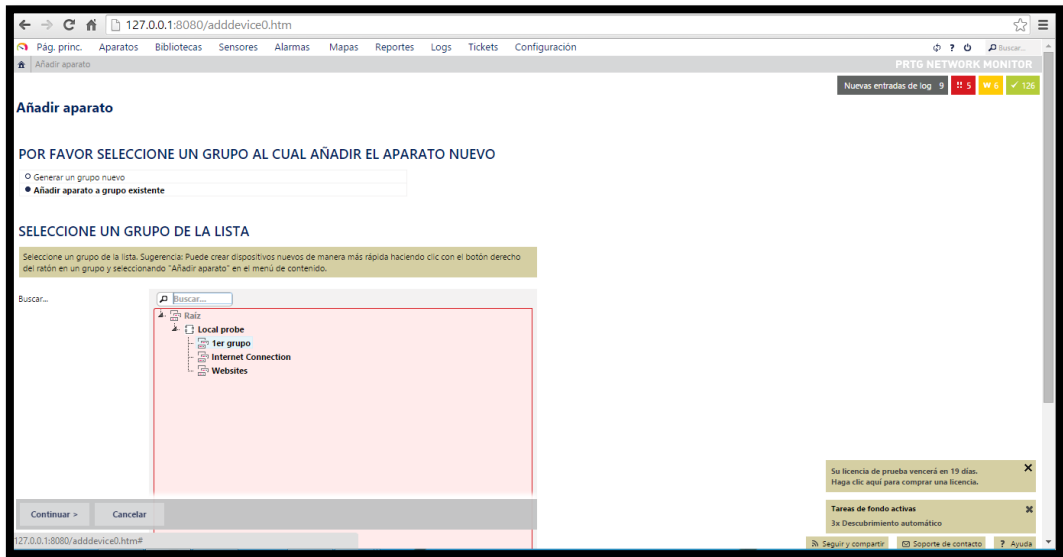 127.0.0.1:8080/adddevice0.htm
Pág. princ. Aparatos Bibliotecas Sensores Alarmas Mapas Reportes Logs Tickets Configuración ? Buscar...
Añadir aparato PRTG NETWORK MONITOR
Nuevas entradas de log 9 !! 5 W 6 ✓ 126
Añadir aparato
POR FAVOR SELECCIONE UN GRUPO AL CUAL AÑADIR EL APARATO NUEVO
Generar un grupo nuevo
Añadir aparato a grupo existente
SELECCIONE UN GRUPO DE LA LISTA
Seleccione un grupo de la lista. Sugerencia: Puede crear dispositivos nuevos de manera más rápida haciendo clic con el botón derecho
del ratón en un grupo y seleccionando "Añadir aparato" en el menú de contenido.
Buscar... Buscar...
Raíz
Local probe
1er grupo
Internet Connection
Websites
Su licencia de prueba vencerá en 19 días.
Haga clic aquí para comprar una licencia.
Continuar > Cancelar
Tareas de fondo activas
3x Descubrimiento automático
127.0.0.1:8080/adddevice0.htm#
Seguir y compartir Soporte de contacto ? Ayuda